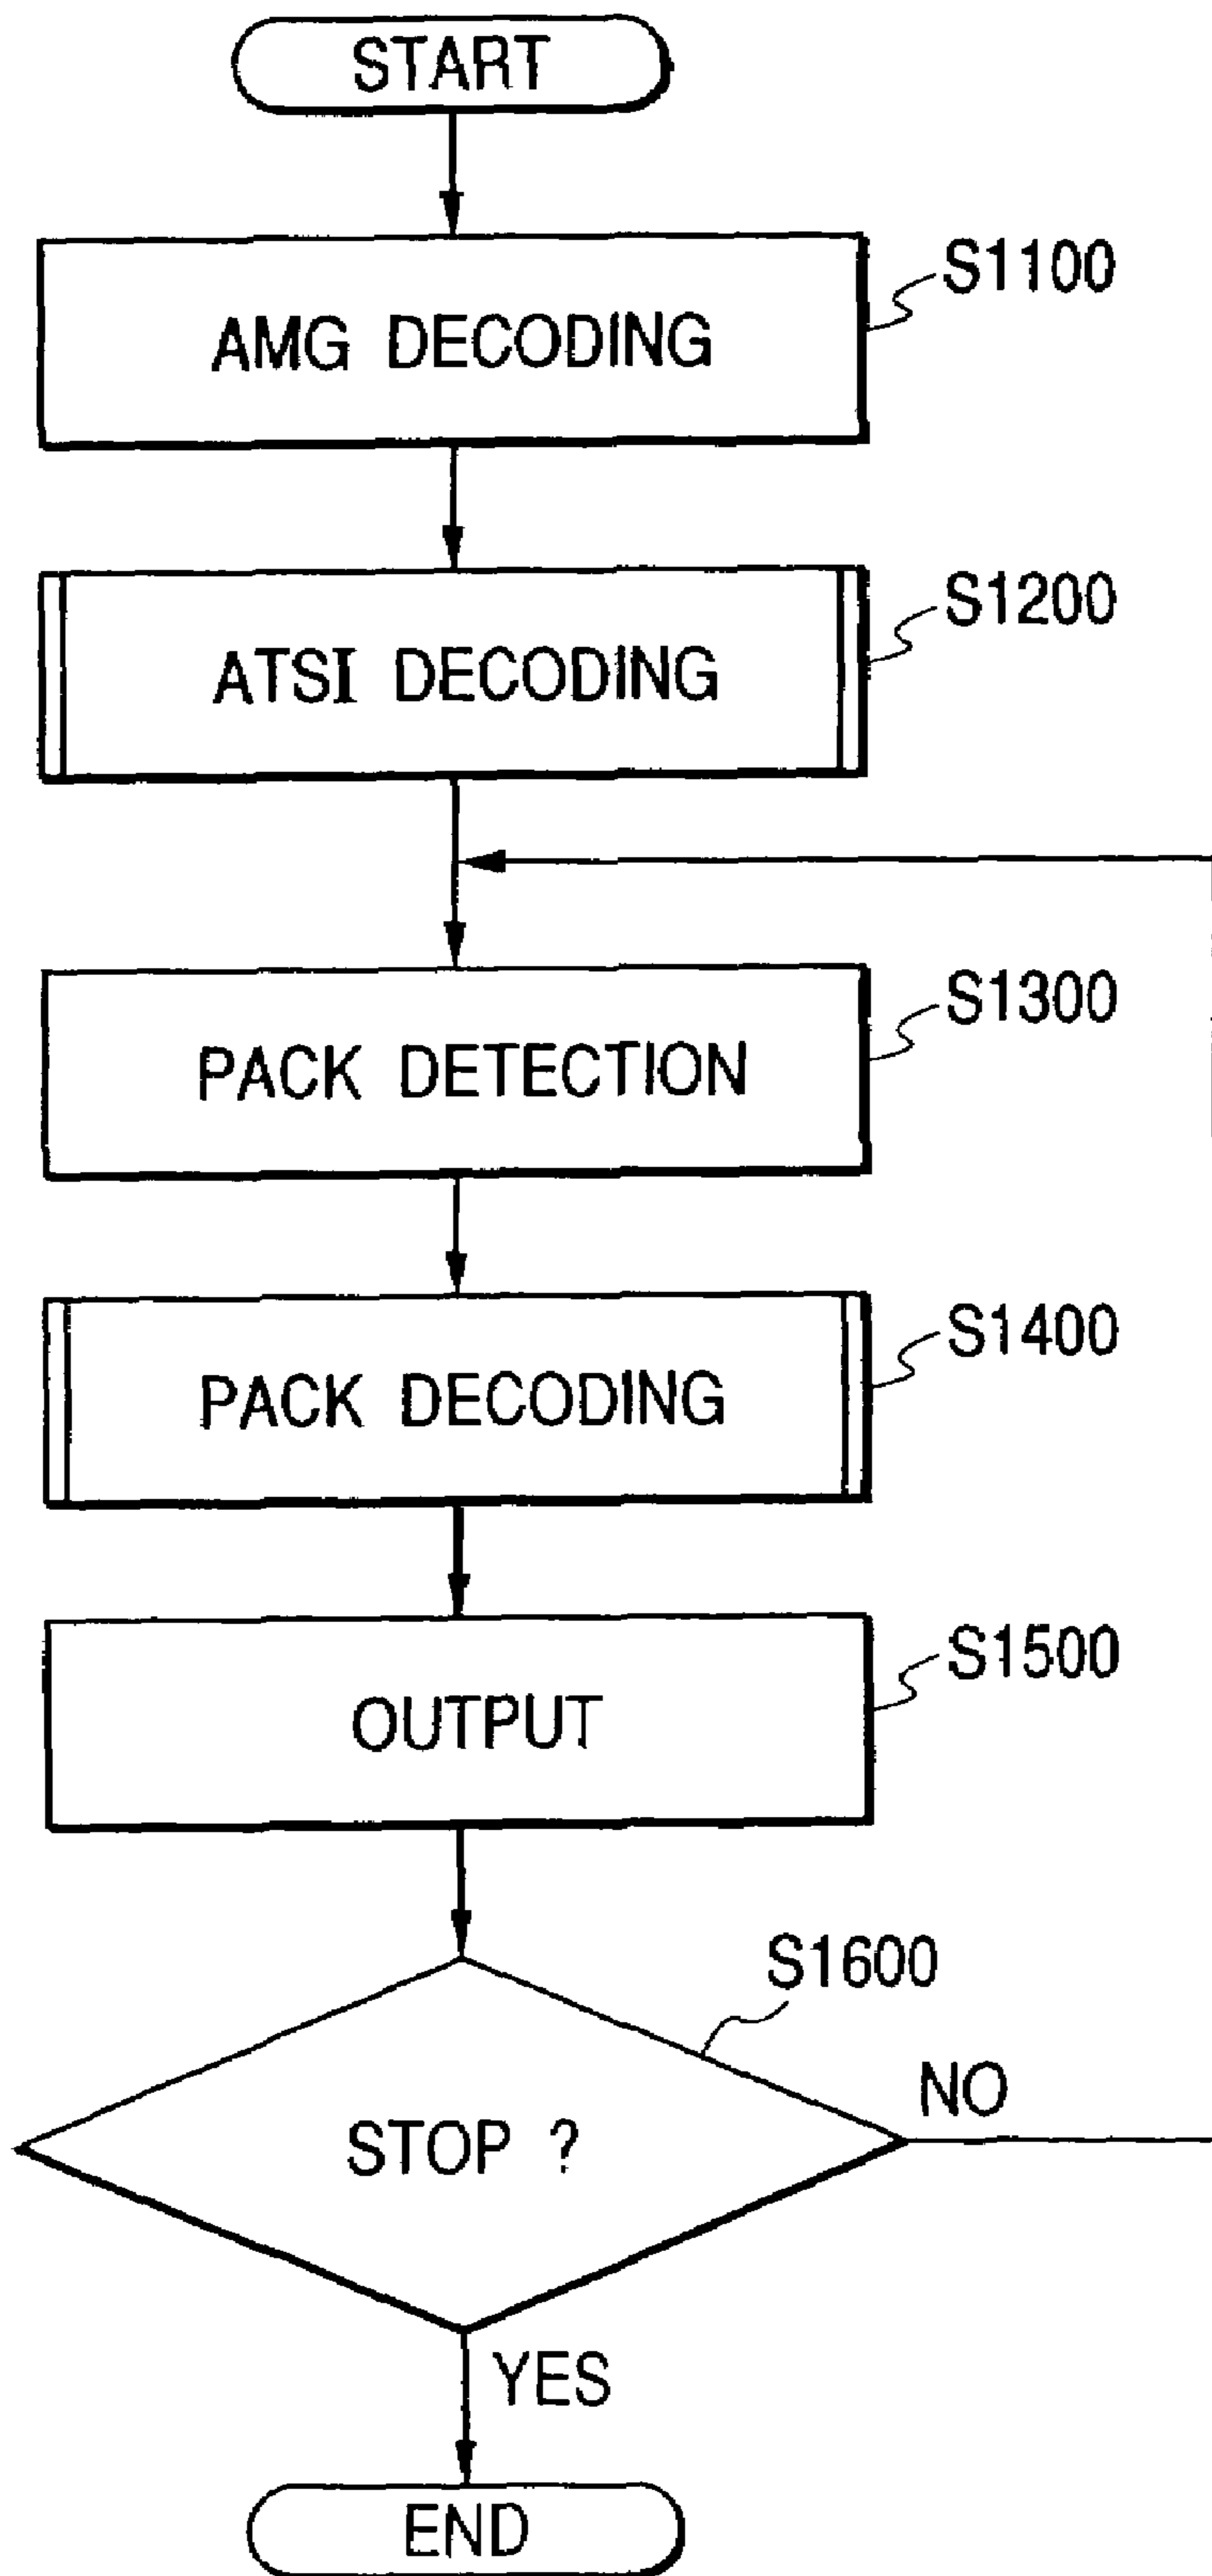 START
AMG DECODING
S1100
ATSI DECODING
S1200
PACK DETECTION
S1300
PACK DECODING
S1400
OUTPUT
S1500
S1600
STOP ?
NO
YES
END